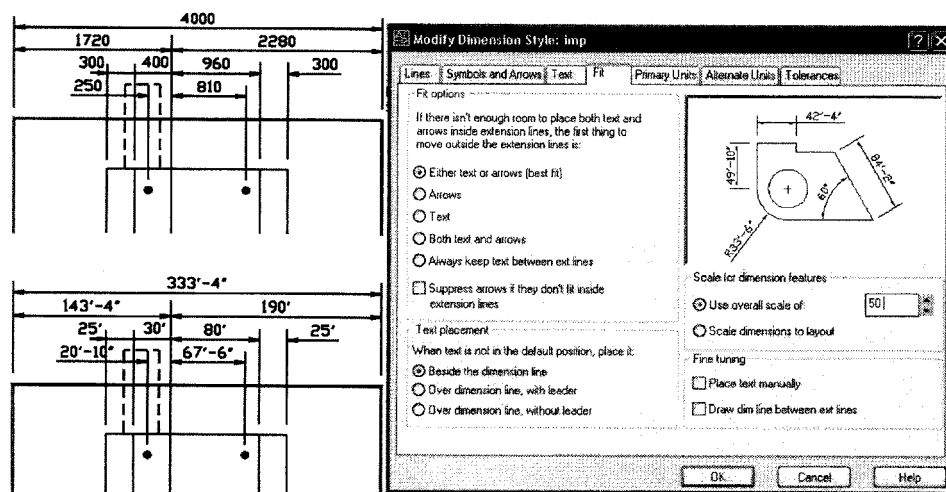 4000
1720 2280
300 400 960 300
250 810
333'-4"
143'-4" 190'
25' 30' 80' 25'
20'-10" 67'-6"
Modify Dimension Style: imp
Lines Symbols and Arrows Text Fit Primary Units Alternate Units Tolerances
Fit options
If there isn't enough room to place both text and
arrows inside extension lines, the first thing to
move outside the extension lines is:
Either text or arrows (best fit)
Arrows
Text
Both text and arrows
Always keep text between ext lines
Suppress arrows if they don't fit inside
extension lines
Text placement
When text is not in the default position, place it:
Beside the dimension line
Over dimension line, with leader
Over dimension line, without leader
42'-4"
49'-10"
84'-2"
60°
R33'-6"
Scale for dimension features
Use overall scale of: 50
Scale dimensions to layout
Fine tuning
Place text manually
Draw dim line between ext lines
OK Cancel Help